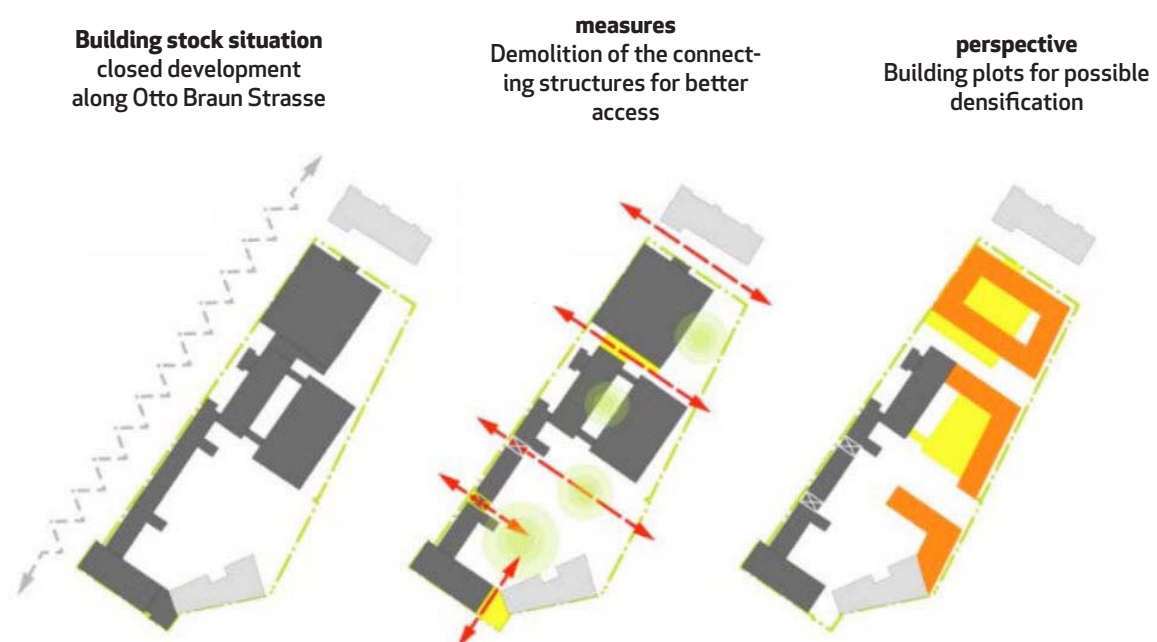 Building stock situation
closed development
along Otto Braun Strasse
measures
Demolition of the connect-
ing structures for better
access
perspective
Building plots for possible
densification